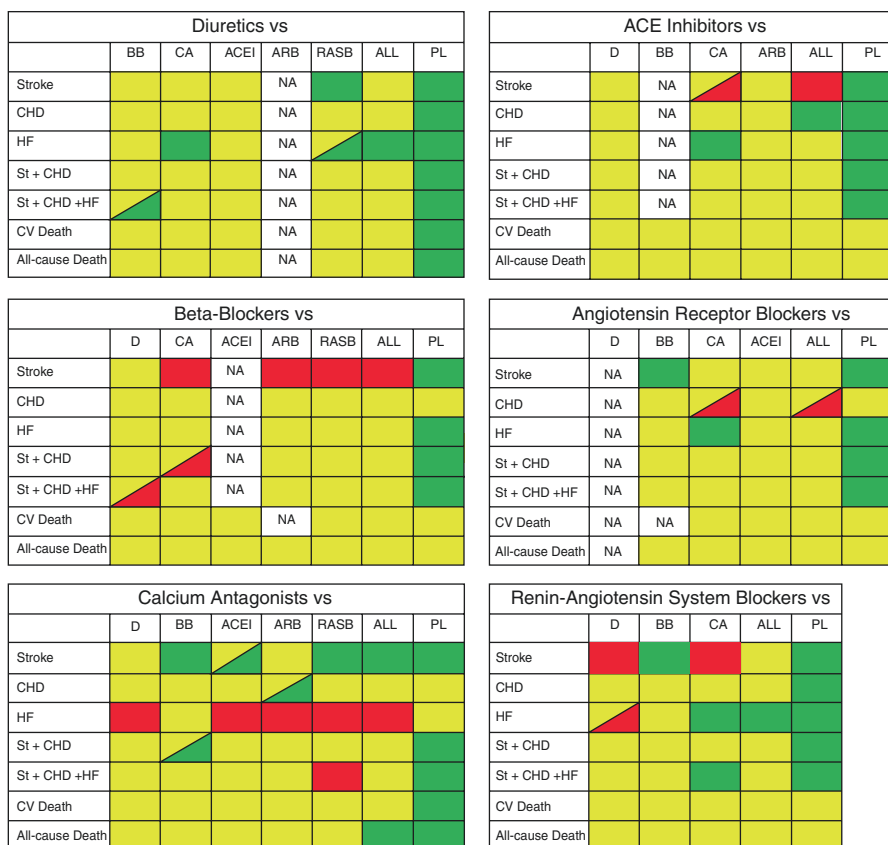 Diuretics vs
BB CA ACEI ARB RASB ALL PL
Stroke NA
CHD NA
HF NA
St + CHD NA
St + CHD +HF NA
CV Death NA
All-cause Death NA
ACE Inhibitors vs
D BB CA ARB ALL PL
Stroke NA
CHD NA
HF NA
St + CHD NA
St + CHD +HF NA
CV Death
All-cause Death
Beta-Blockers vs
D CA ACEI ARB RASB ALL PL
Stroke NA
CHD NA
HF NA
St + CHD NA
St + CHD +HF NA
CV Death NA
All-cause Death
Angiotensin Receptor Blockers vs
D BB CA ACEI ALL PL
Stroke NA
CHD NA
HF NA
St + CHD NA
St + CHD +HF NA
CV Death NA NA
All-cause Death NA
Calcium Antagonists vs
D BB ACEI ARB RASB ALL PL
Stroke
CHD
HF
St + CHD
St + CHD +HF
CV Death
All-cause Death
Renin-Angiotensin System Blockers vs
D BB CA ALL PL
Stroke
CHD
HF
St + CHD
St + CHD +HF
CV Death
All-cause Death